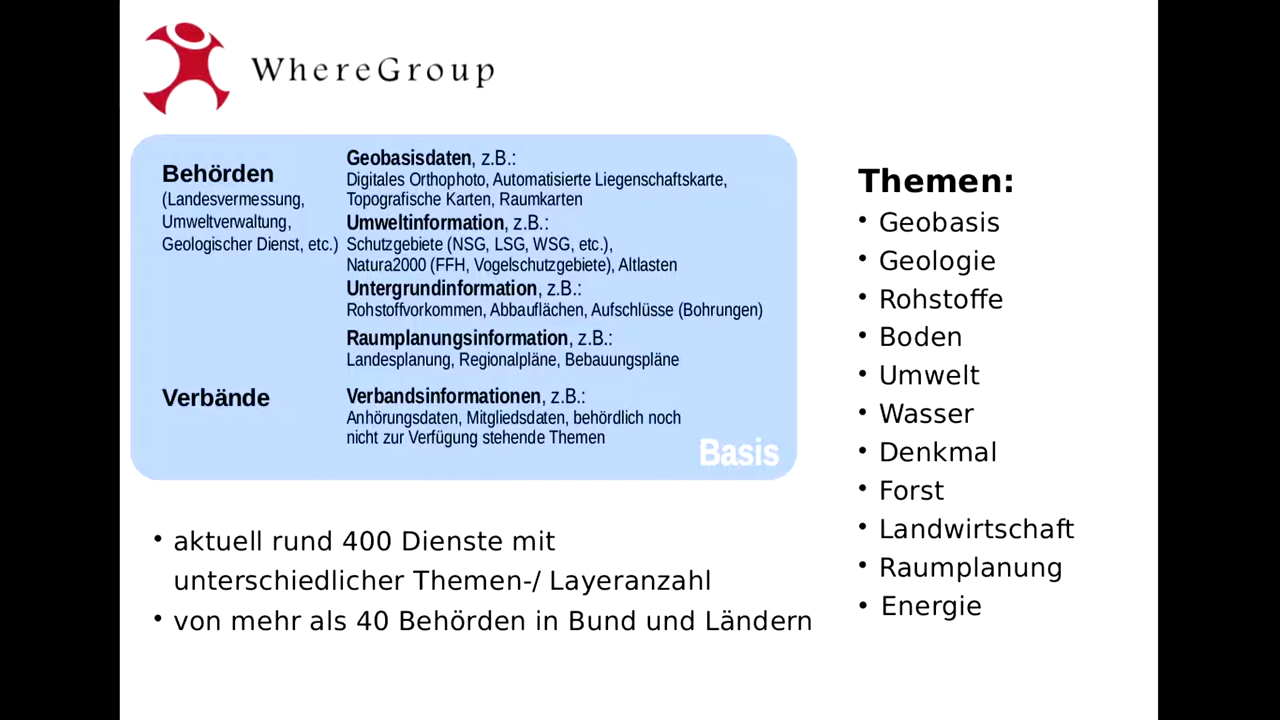 WhereGroup
Behörden
(Landesvermessung,
Umweltverwaltung,
Geologischer Dienst, etc.)
Geobasisdaten, z.B.:
Digitales Orthophoto, Automatisierte Liegenschaftskarte,
Topografische Karten, Raumkarten
Umweltinformation, z.B.:
Schutzgebiete (NSG, LSG, WSG, etc.),
Natura2000 (FFH, Vogelschutzgebiete), Altlasten
Untergrundinformation, z.B.:
Rohstoffvorkommen, Abbauflächen, Aufschlüsse (Bohrungen)
Raumplanungsinformation, z.B.:
Landesplanung, Regionalpläne, Bebauungspläne
Verbände
Verbandsinformationen, z.B.:
Anhörungsdaten, Mitgliedsdaten, behördlich noch
nicht zur Verfügung stehende Themen
Basis
• aktuell rund 400 Dienste mit
unterschiedlicher Themen-/ Layeranzahl
• von mehr als 40 Behörden in Bund und Ländern
Themen:
• Geobasis
• Geologie
• Rohstoffe
• Boden
• Umwelt
• Wasser
• Denkmal
• Forst
• Landwirtschaft
• Raumplanung
• Energie